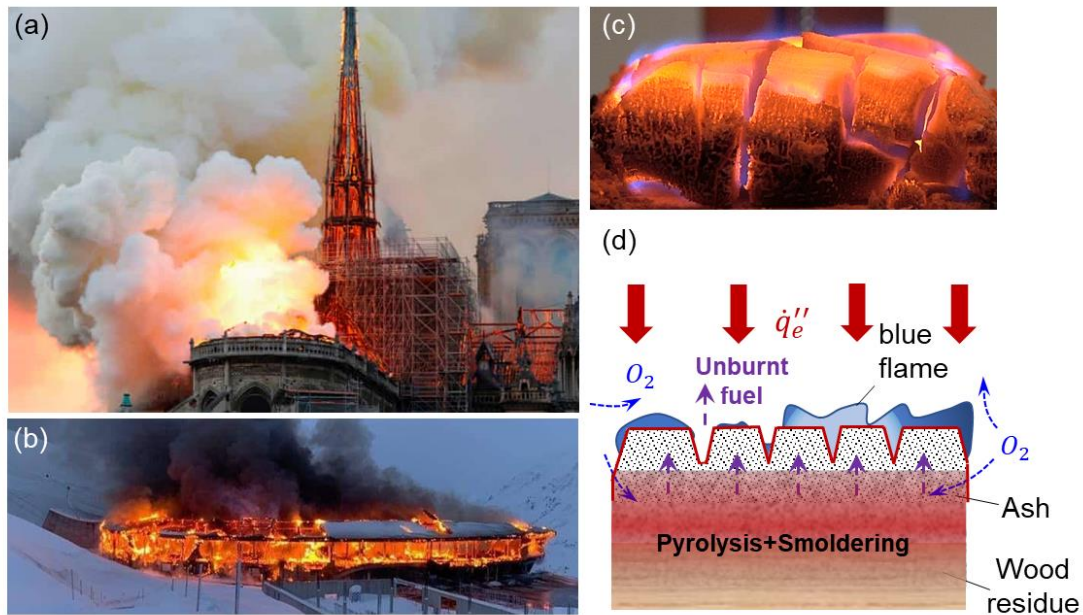 (a)
(b)
(c)
(d)
q̇ₑ″
blue
flame
O₂
Unburnt
fuel
O₂
Ash
Pyrolysis+Smoldering
Wood
residue